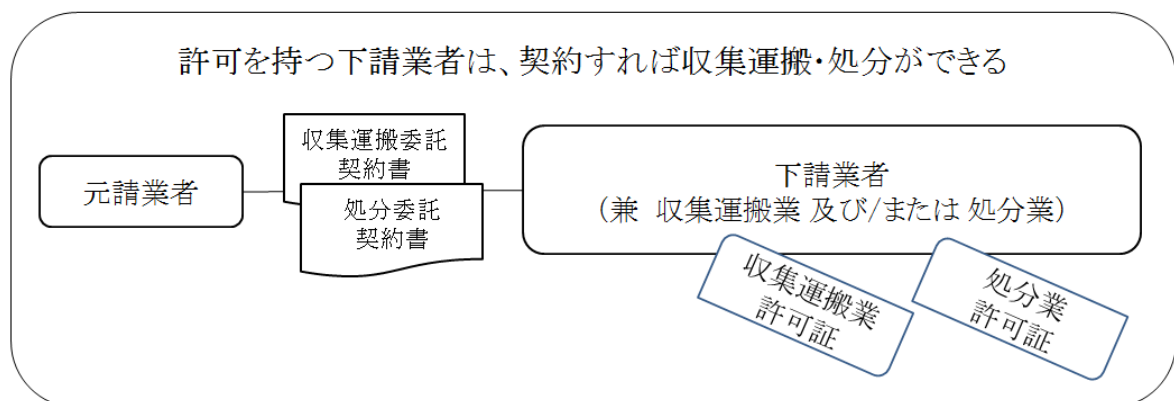 許可を持つ下請業者は、契約すれば収集運搬・処分ができる
元請業者
収集運搬委託
契約書
処分委託
契約書
下請業者
（兼 収集運搬業 及び/または 処分業）
収集運搬業
許可証
処分業
許可証